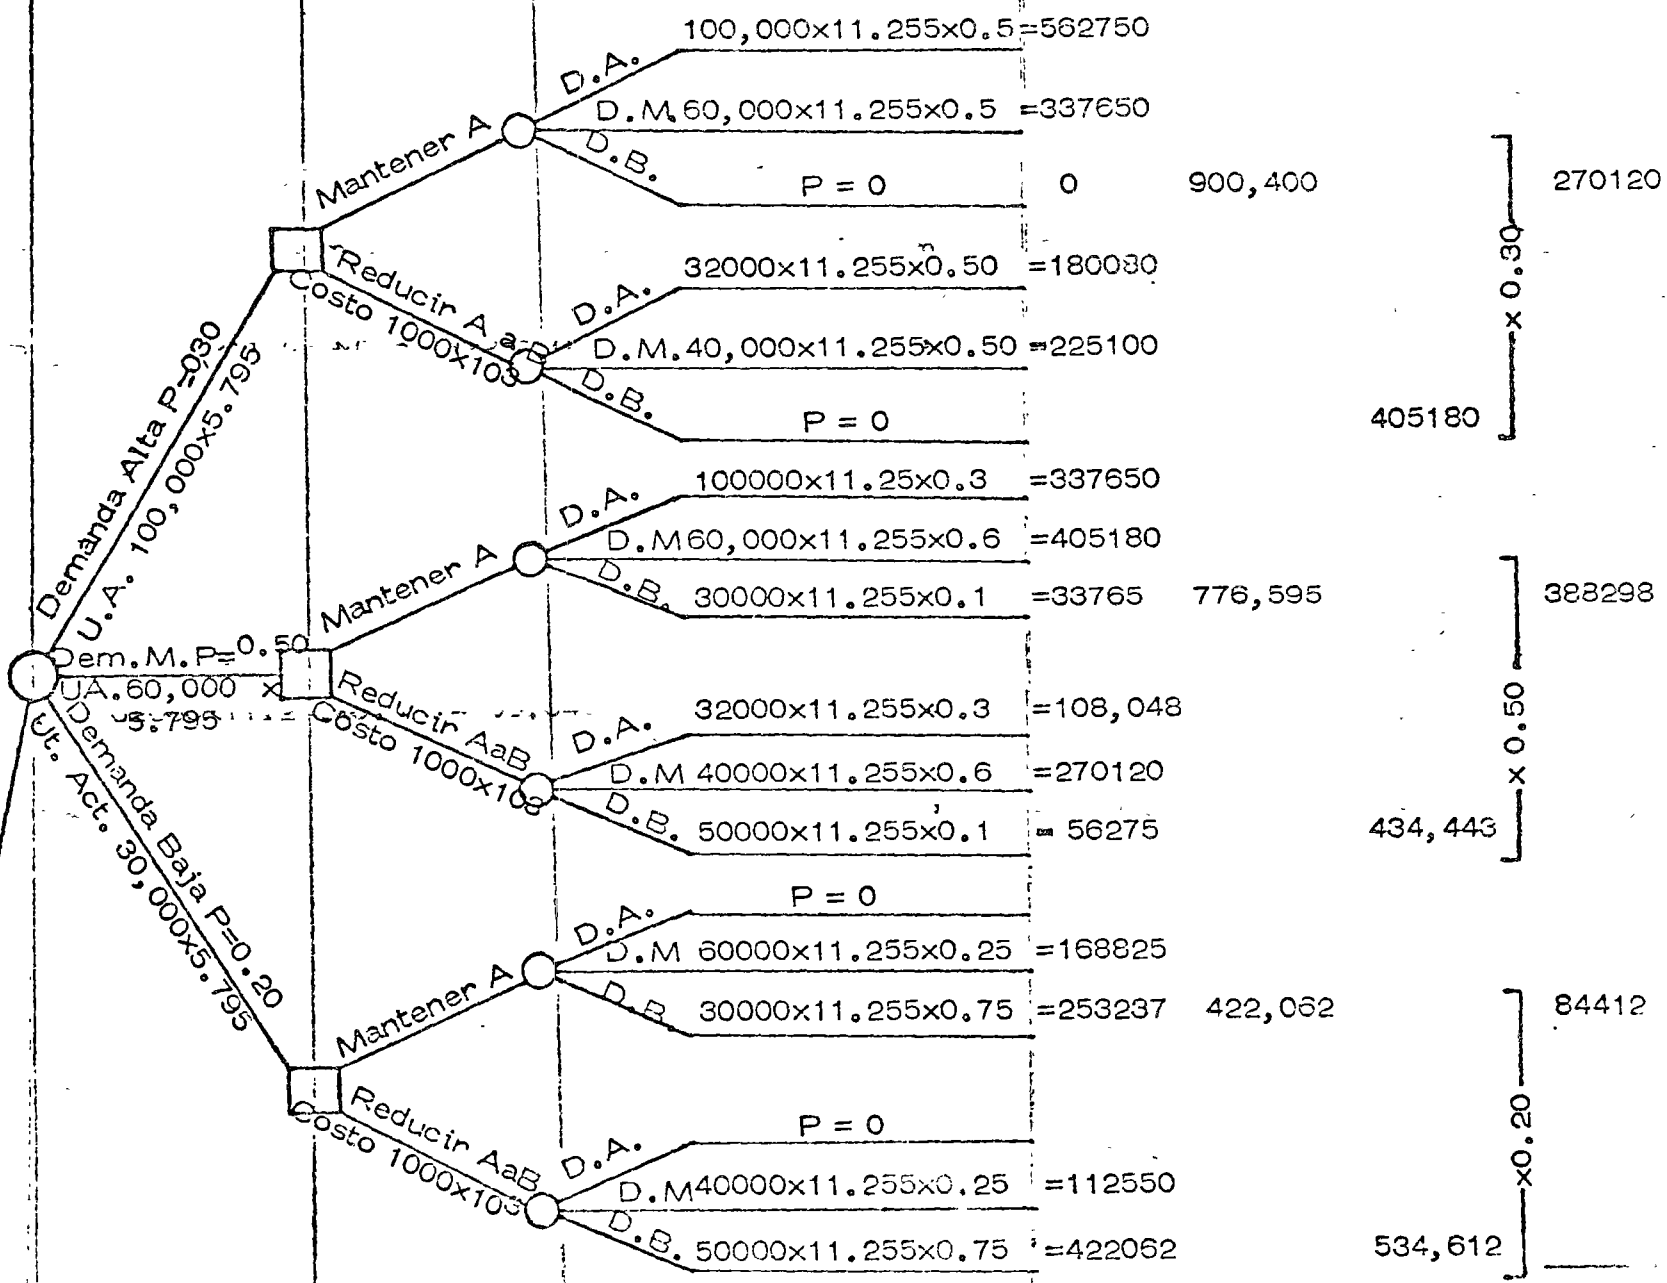 100,000x11.255x0.5=562750
D.A.
D.M.60,000x11.255x0.5 =337650
Mantener A
D.B.
P = 0 0 900,400 270120
x 0.30
32000x11.255x0.50 =180080
Reducir A a B
Costo 1000x103
D.A.
D.M.40,000x11.255x0.50 =225100
D.B.
P = 0 405180
Demanda Alta P=030
U.A. 100,000x5.795
100000x11.25x0.3 =337650
D.A.
D.M60,000x11.255x0.6 =405180
Mantener A
D.B. 30000x11.255x0.1 =33765 776,595 388298
Dem.M.P=0.50
UA.60,000 x
5.795
x 0.50
Reducir AaB
Costo 1000x103
32000x11.255x0.3 =108,048
D.A.
D.M 40000x11.255x0.6 =270120
D.B. 50000x11.255x0.1 = 56275 434,443
Demanda Baja P=0.20
Ut. Act. 30,000x5.795
P = 0
D.A.
D.M 60000x11.255x0.25 =168825
Mantener A
D.B. 30000x11.255x0.75 =253237 422,062 84412
x0.20
Reducir AaB
Costo 1000x103
P = 0
D.A.
D.M40000x11.255x0.25 =112550
D.B. 50000x11.255x0.75 =422062 534,612